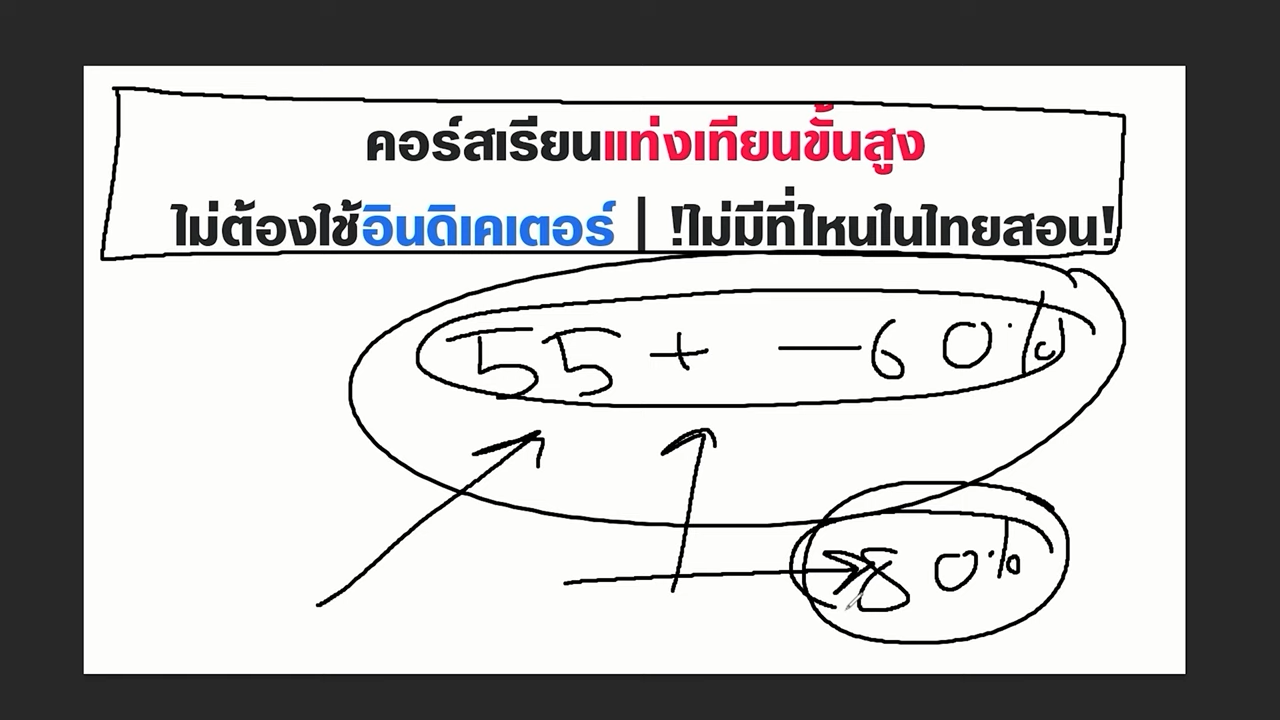 คอร์สเรียนแท่งเทียนขั้นสูง
ไม่ต้องใช้อินดิเคเตอร์ | !ไม่มีที่ไหนในไทยสอน!
55 + - 60%
80%